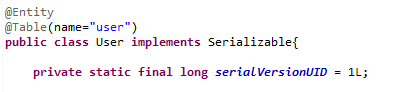 @Entity
@Table(name="user")
public class User implements Serializable{
private static final long serialVersionUID = 1L;